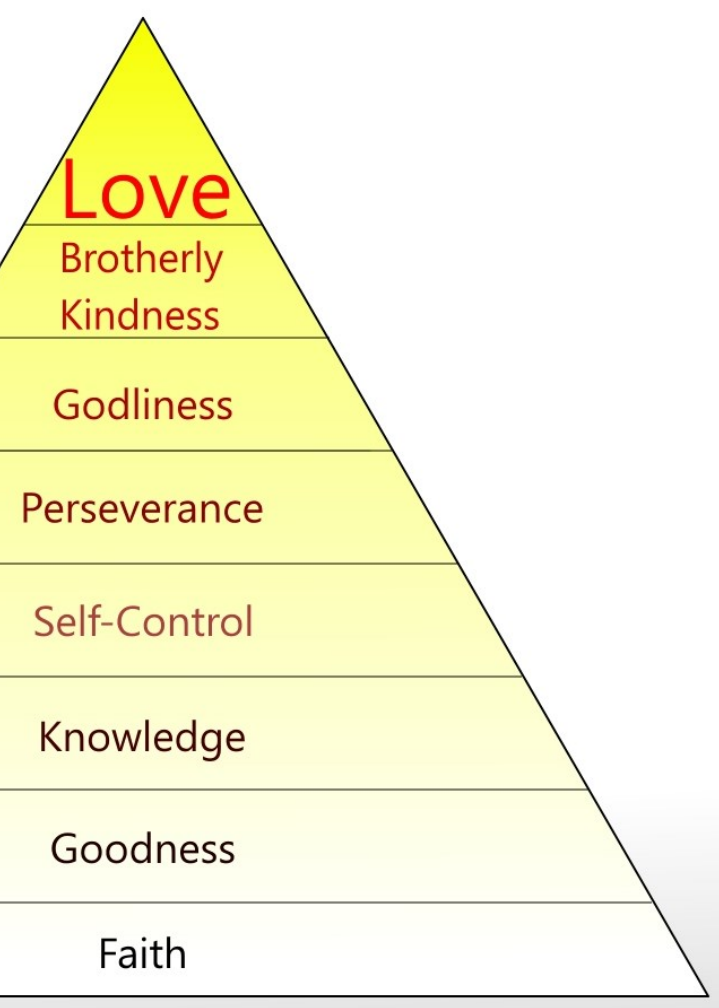 Love
Brotherly
Kindness
Godliness
Perseverance
Self-Control
Knowledge
Goodness
Faith